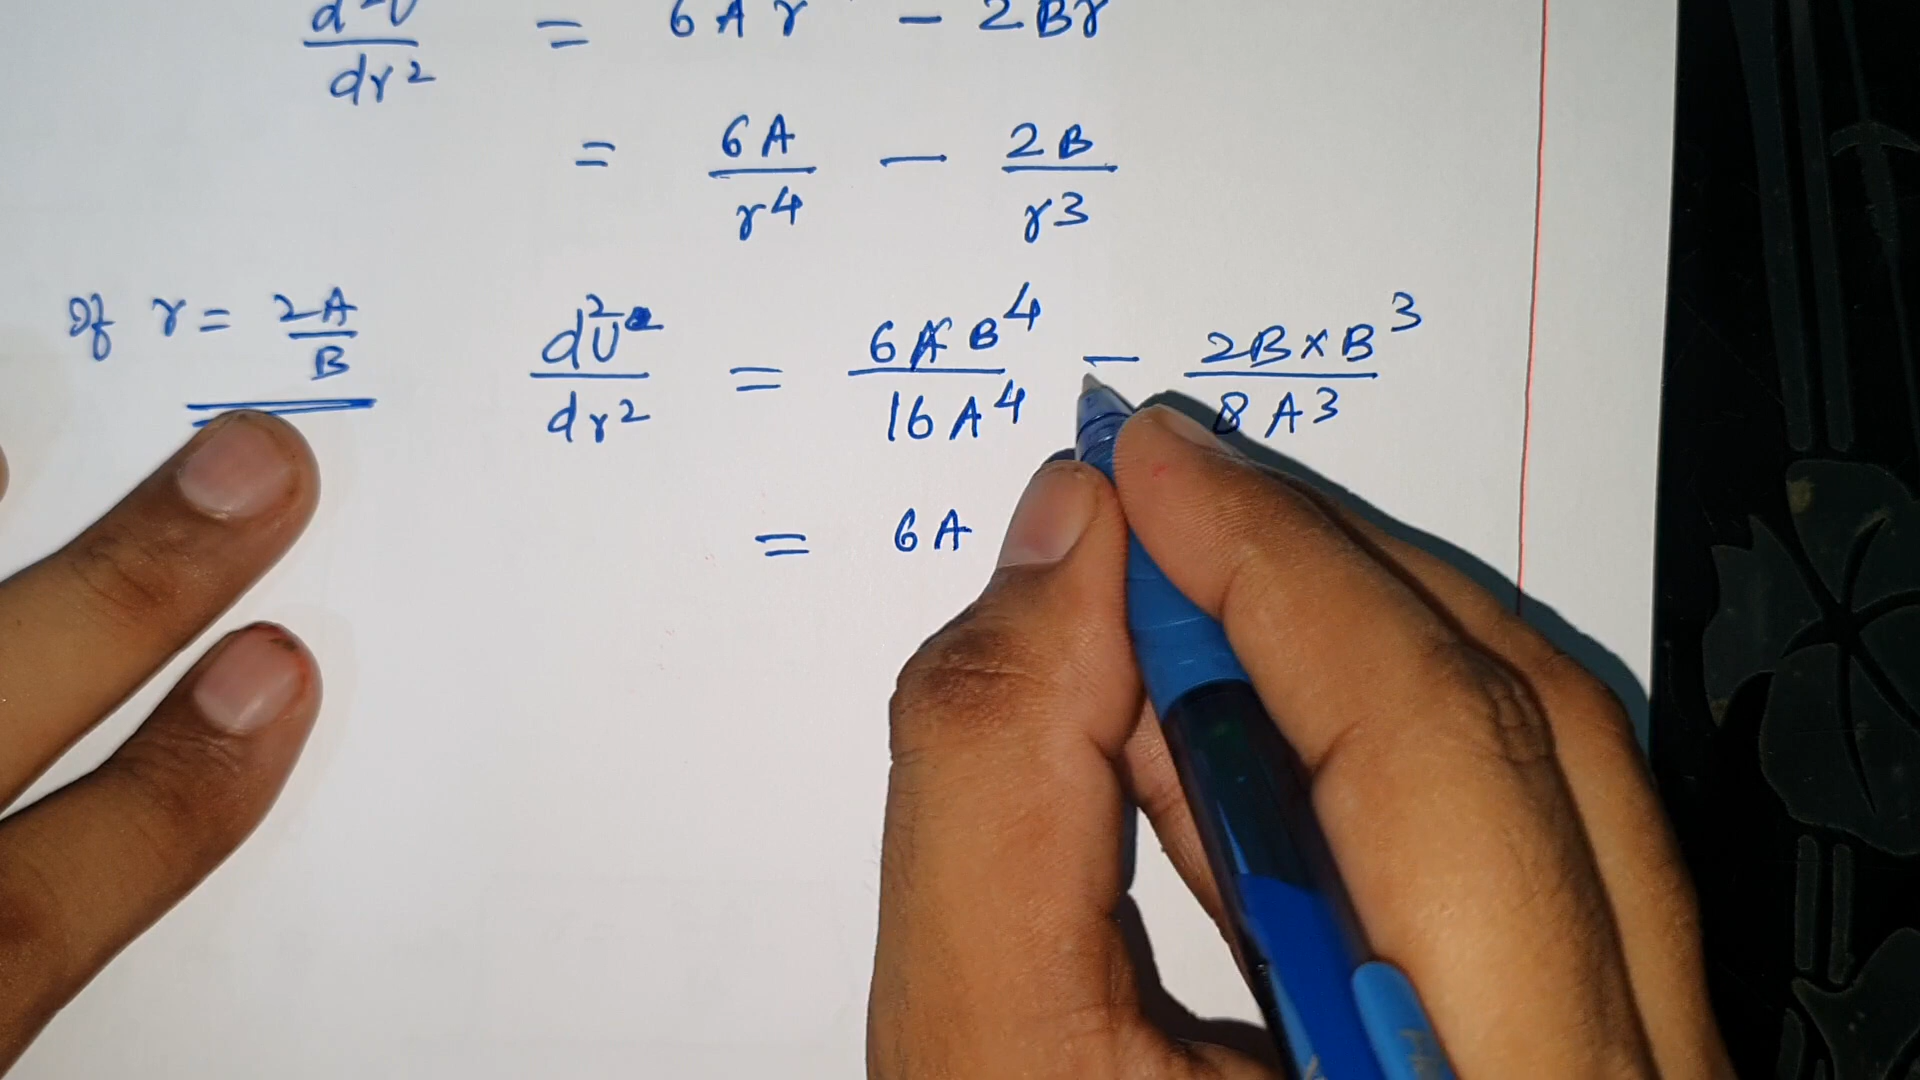 d²U/dr² = 6Ar - 2Br
= 6A/r⁴ - 2B/r³
If r = 2A/B d²U/dr² = 6AB⁴/16A⁴ - 2B×B³/8A³
= 6A